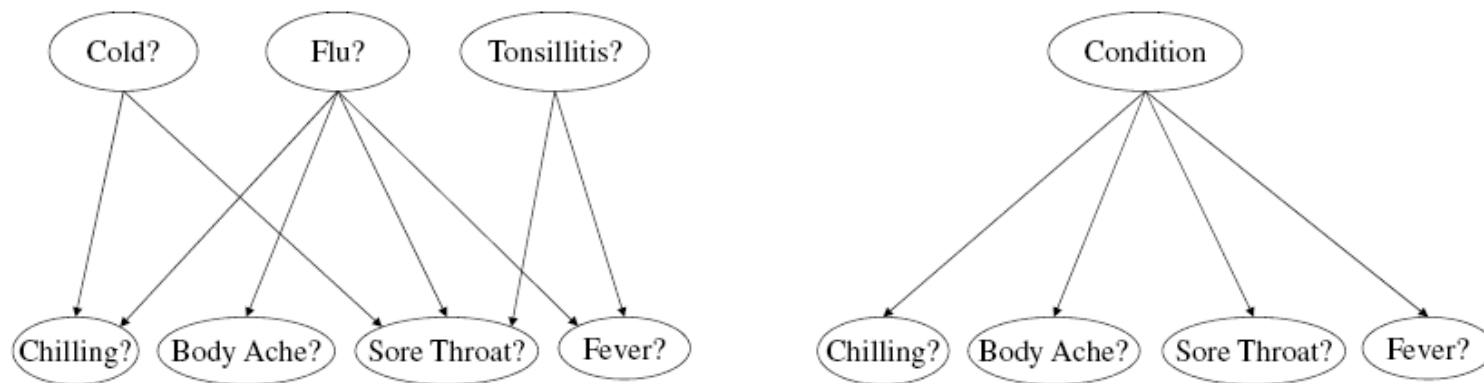 Cold?
Flu?
Tonsillitis?
Condition
Chilling?
Body Ache?
Sore Throat?
Fever?
Chilling?
Body Ache?
Sore Throat?
Fever?